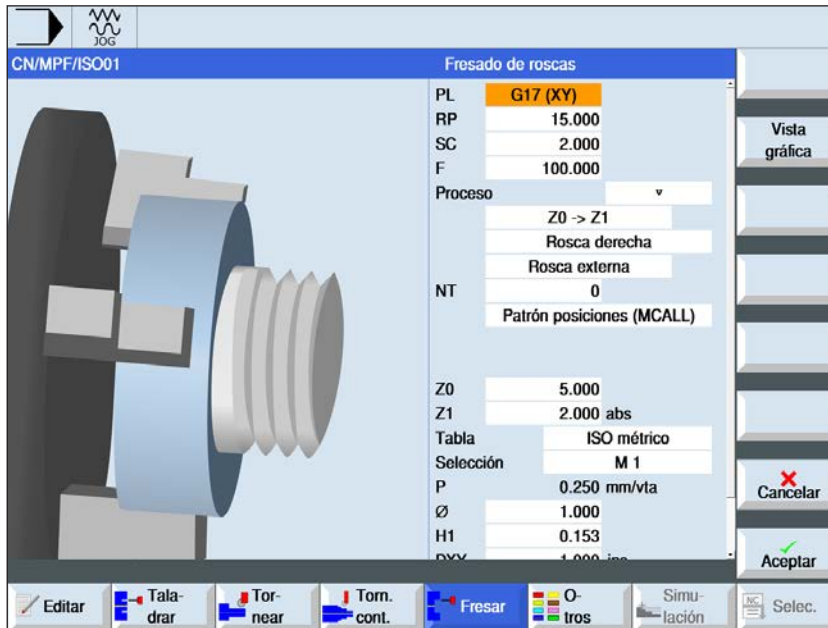 JOG
CN/MPF/ISO01
Fresado de roscas
PL G17 (XY)
RP 15.000
SC 2.000
F 100.000
Proceso ▿
Z0 -> Z1
Rosca derecha
Rosca externa
NT 0
Patrón posiciones (MCALL)
Z0 5.000
Z1 2.000 abs
Tabla ISO métrico
Selección M 1
P 0.250 mm/vta
Ø 1.000
H1 0.153
Vista
gráfica
Cancelar
Aceptar
Editar
Tala-
drar
Tor-
near
Torn.
cont.
Fresar
O-
tros
Simu-
lación
NC
Selec.